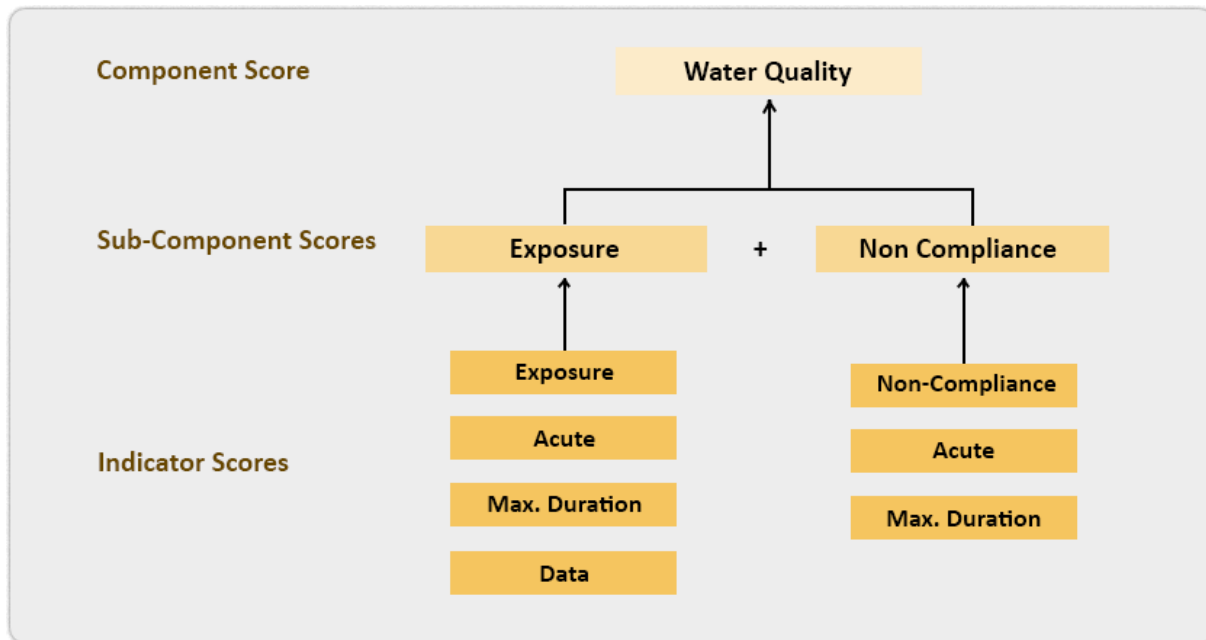 Component Score
Water Quality
Sub-Component Scores
Exposure
+
Non Compliance
Indicator Scores
Exposure
Acute
Max. Duration
Data
Non-Compliance
Acute
Max. Duration